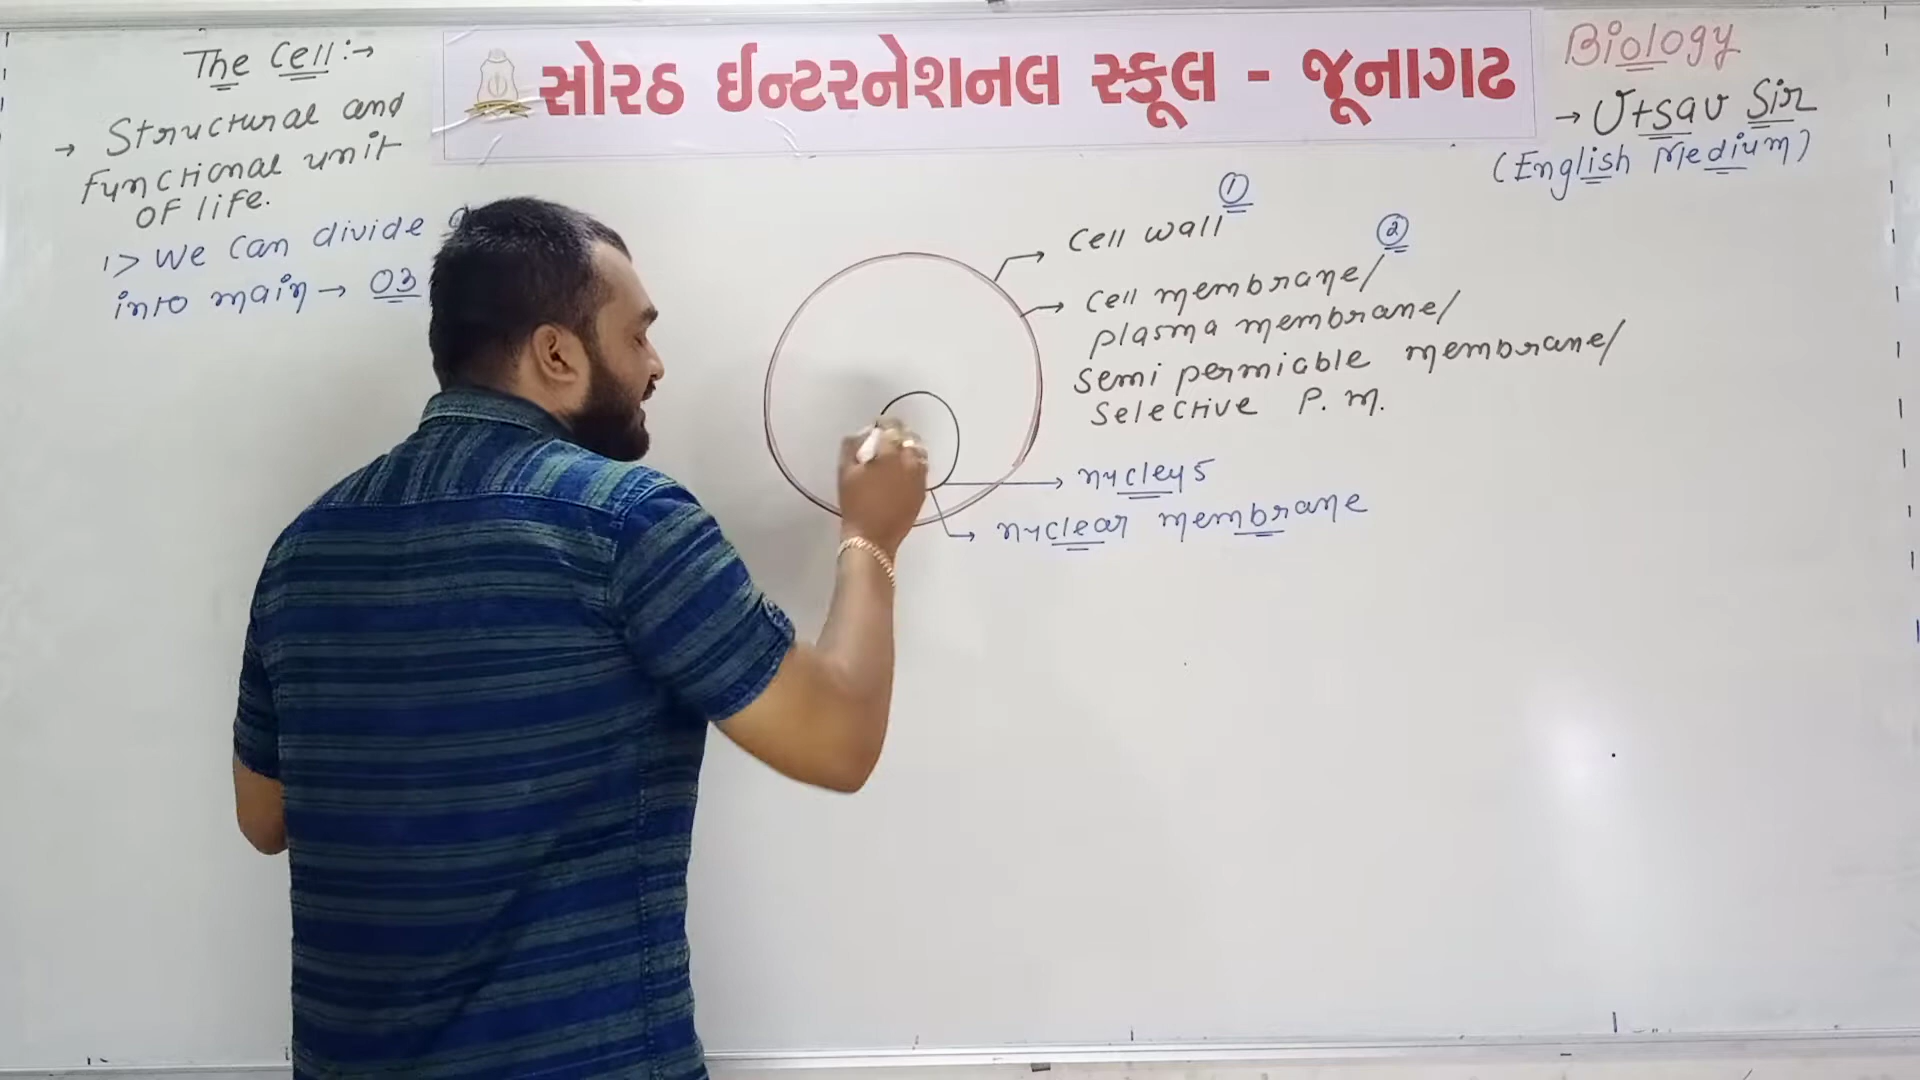 The Cell:→
→ Structural and
Functional unit
OF life.
1> We can divide
into main → 03
સોરઠ ઈન્ટરનેશનલ સ્કૂલ - જૂનાગઢ
Biology
→ Utsav Sir
(English Medium)
Cell wall ①
Cell membrane/ ②
plasma membrane/
Semi permiable membrane/
Selective P. M.
nucleus
nuclear membrane